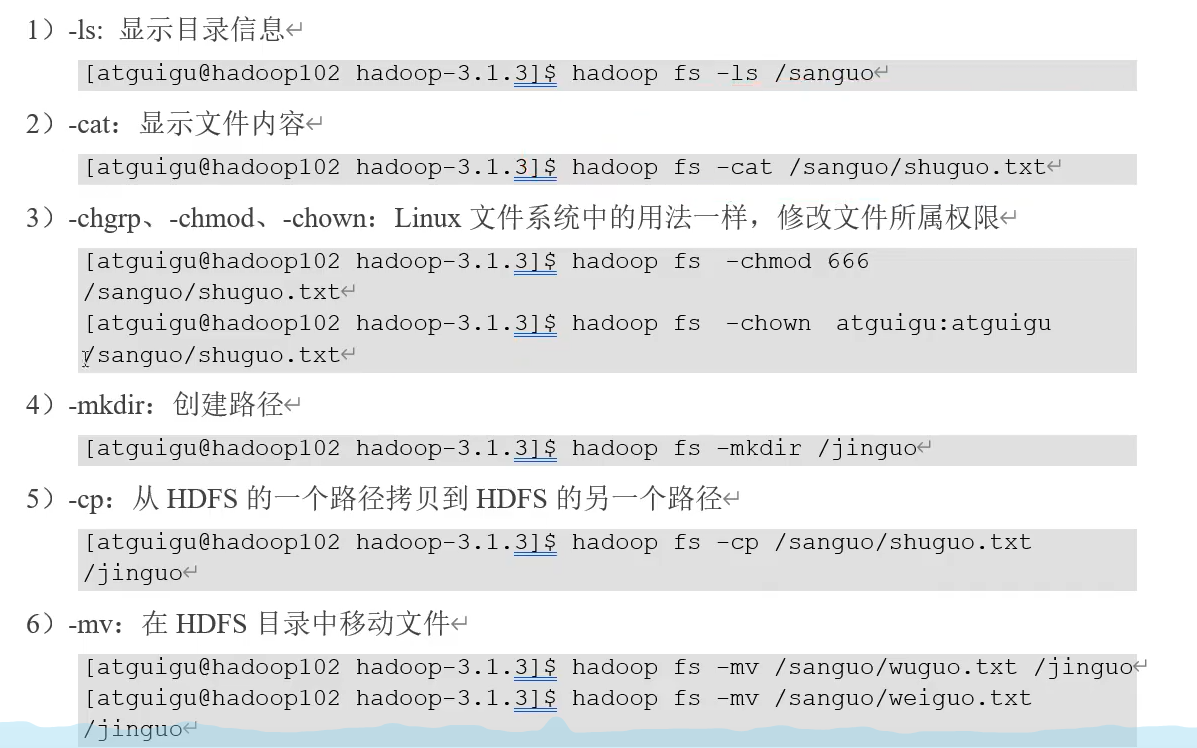 1）-ls: 显示目录信息↵
[atguigu@hadoop102 hadoop-3.1.3]$ hadoop fs -ls /sanguo↵
2）-cat：显示文件内容↵
[atguigu@hadoop102 hadoop-3.1.3]$ hadoop fs -cat /sanguo/shuguo.txt↵
3）-chgrp、-chmod、-chown：Linux 文件系统中的用法一样，修改文件所属权限↵
[atguigu@hadoop102 hadoop-3.1.3]$ hadoop fs -chmod 666
/sanguo/shuguo.txt↵
[atguigu@hadoop102 hadoop-3.1.3]$ hadoop fs -chown atguigu:atguigu
/sanguo/shuguo.txt↵
4）-mkdir：创建路径↵
[atguigu@hadoop102 hadoop-3.1.3]$ hadoop fs -mkdir /jinguo↵
5）-cp：从 HDFS 的一个路径拷贝到 HDFS 的另一个路径↵
[atguigu@hadoop102 hadoop-3.1.3]$ hadoop fs -cp /sanguo/shuguo.txt
/jinguo↵
6）-mv：在 HDFS 目录中移动文件↵
[atguigu@hadoop102 hadoop-3.1.3]$ hadoop fs -mv /sanguo/wuguo.txt /jinguo↵
[atguigu@hadoop102 hadoop-3.1.3]$ hadoop fs -mv /sanguo/weiguo.txt
/jinguo↵